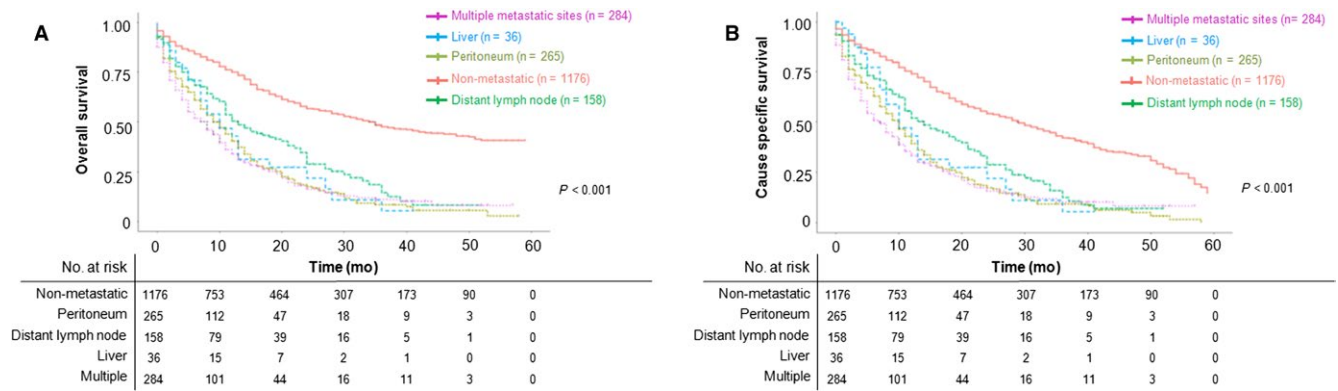 A
Overall survival
1.00
0.75
0.50
0.25
0
Multiple metastatic sites (n = 284)
Liver (n = 36)
Peritoneum (n = 265)
Non-metastatic (n = 1176)
Distant lymph node (n = 158)
P < 0.001
0 10 20 30 40 50 60
No. at risk Time (mo)
Non-metastatic 1176 753 464 307 173 90 0
Peritoneum 265 112 47 18 9 3 0
Distant lymph node 158 79 39 16 5 1 0
Liver 36 15 7 2 1 0 0
Multiple 284 101 44 16 11 3 0
B
Cause specific survival
1.00
0.75
0.50
0.25
0
Multiple metastatic sites (n = 284)
Liver (n = 36)
Peritoneum (n = 265)
Non-metastatic (n = 1176)
Distant lymph node (n = 158)
P < 0.001
0 10 20 30 40 50 60
No. at risk Time (mo)
Non-metastatic 1176 753 464 307 173 90 0
Peritoneum 265 112 47 18 9 3 0
Distant lymph node 158 79 39 16 5 1 0
Liver 36 15 7 2 1 0 0
Multiple 284 101 44 16 11 3 0